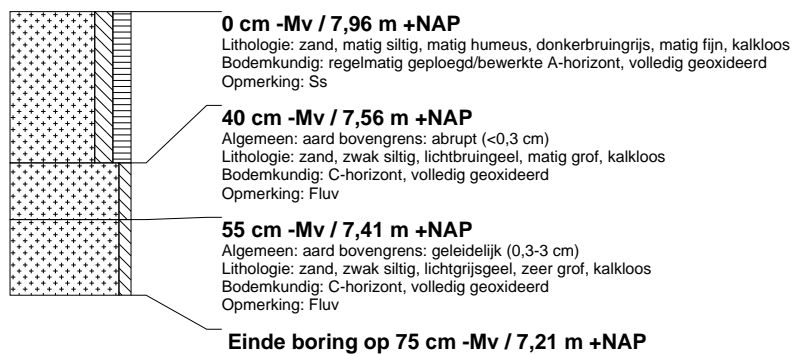 0 cm -Mv / 7,96 m +NAP
Lithologie: zand, matig siltig, matig humeus, donkerbruingrijs, matig fijn, kalkloos
Bodemkundig: regelmatig geploegd/bewerkte A-horizont, volledig geoxideerd
Opmerking: Ss
40 cm -Mv / 7,56 m +NAP
Algemeen: aard bovengrens: abrupt (<0,3 cm)
Lithologie: zand, zwak siltig, lichtbruingeel, matig grof, kalkloos
Bodemkundig: C-horizont, volledig geoxideerd
Opmerking: Fluv
55 cm -Mv / 7,41 m +NAP
Algemeen: aard bovengrens: geleidelijk (0,3-3 cm)
Lithologie: zand, zwak siltig, lichtgrijsgeel, zeer grof, kalkloos
Bodemkundig: C-horizont, volledig geoxideerd
Opmerking: Fluv
Einde boring op 75 cm -Mv / 7,21 m +NAP